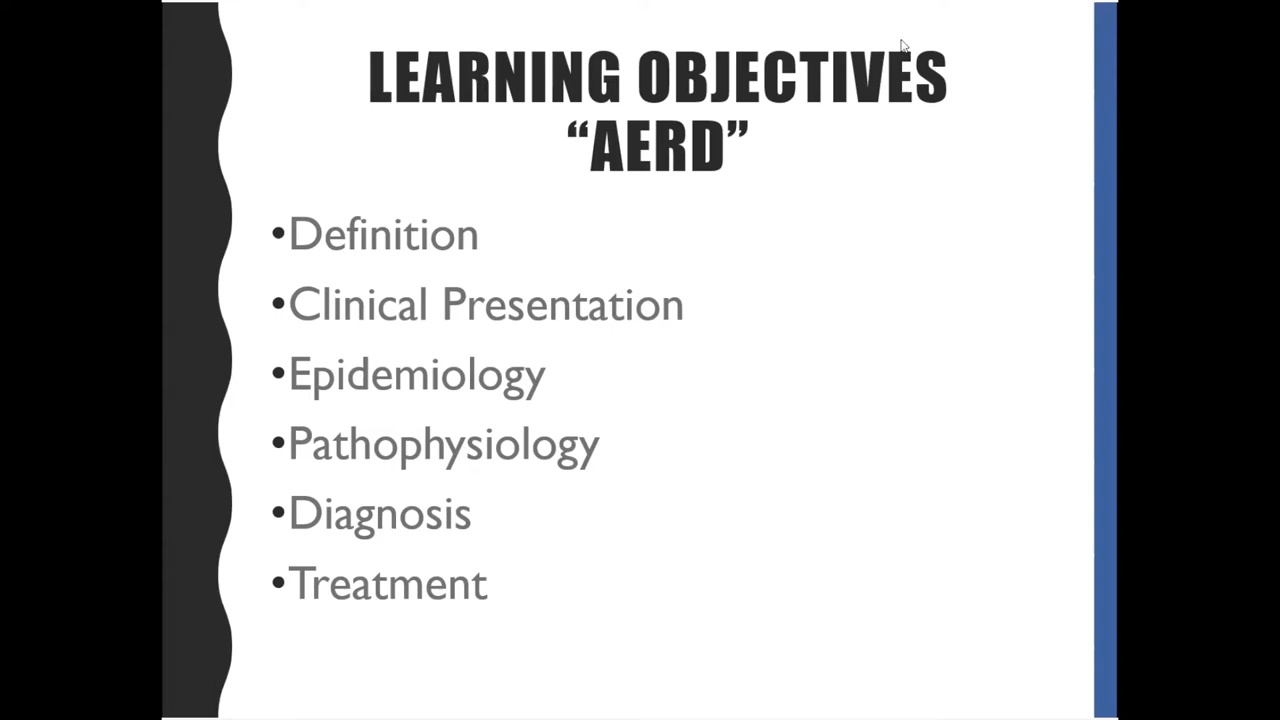 LEARNING OBJECTIVES
“AERD”
•Definition
•Clinical Presentation
•Epidemiology
•Pathophysiology
•Diagnosis
•Treatment